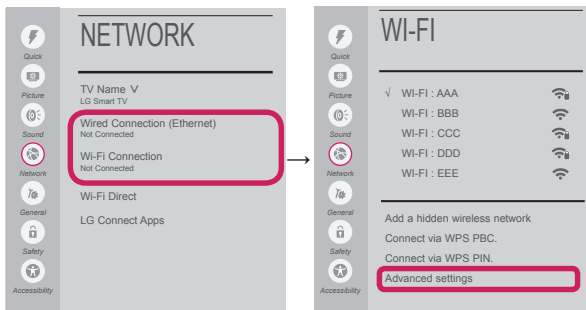 NETWORK
Quick
Picture
Sound
Network
General
Safety
Accessibility
TV Name ∨
LG Smart TV
Wired Connection (Ethernet)
Not Connected
Wi-Fi Connection
Not Connected
Wi-Fi Direct
LG Connect Apps
→
WI-FI
Quick
Picture
Sound
Network
General
Safety
Accessibility
√ WI-FI : AAA
WI-FI : BBB
WI-FI : CCC
WI-FI : DDD
WI-FI : EEE
Add a hidden wireless network
Connect via WPS PBC.
Connect via WPS PIN.
Advanced settings